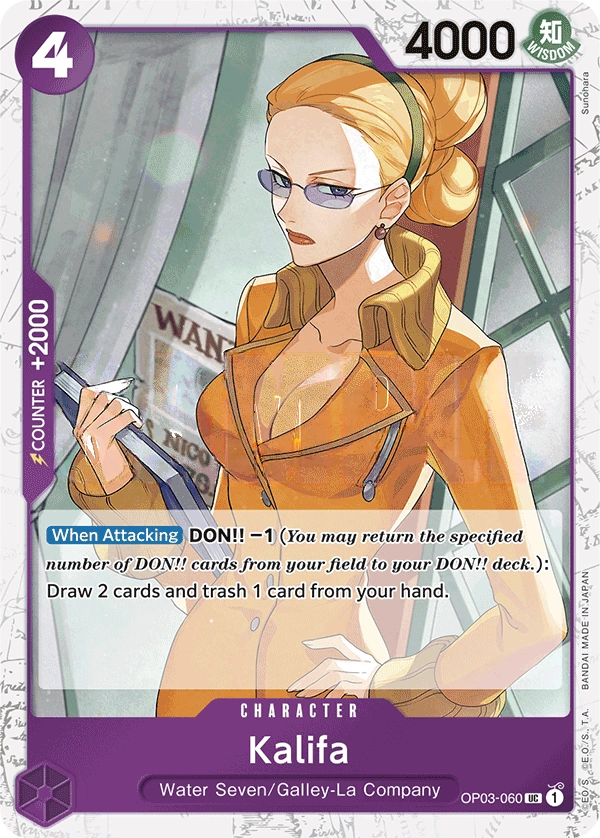 4
4000
知
WISDOM
Sunohara
COUNTER +2000
WAN
NICO
When Attacking DON!! −1 (You may return the specified
number of DON!! cards from your field to your DON!! deck.):
Draw 2 cards and trash 1 card from your hand.
CHARACTER
Kalifa
Water Seven/Galley-La Company
OP03-060 UC 1
BANDAI MADE IN JAPAN